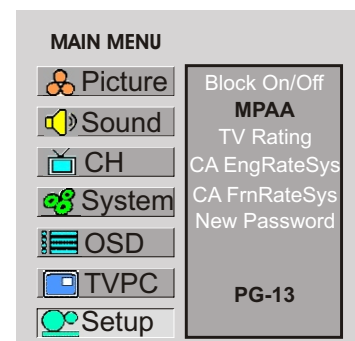 MAIN MENU
Picture
Sound
CH
System
OSD
TVPC
Setup
Block On/Off
MPAA
TV Rating
CA EngRateSys
CA FrnRateSys
New Password
PG-13